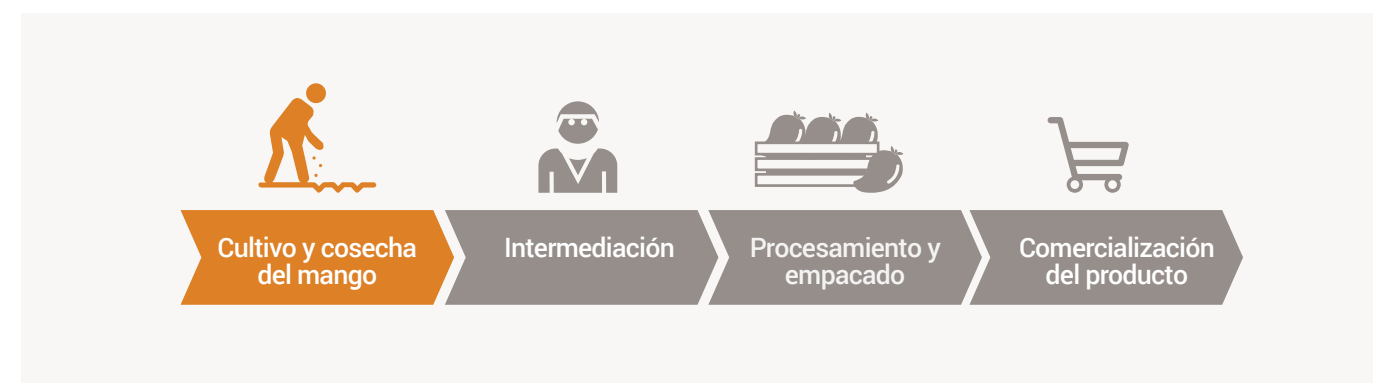 Cultivo y cosecha
del mango
Intermediación
Procesamiento y
empacado
Comercialización
del producto